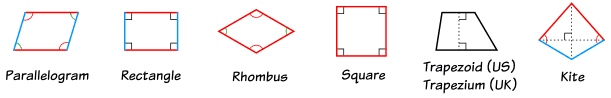 Parallelogram
Rectangle
Rhombus
Square
Trapezoid (US)
Trapezium (UK)
Kite